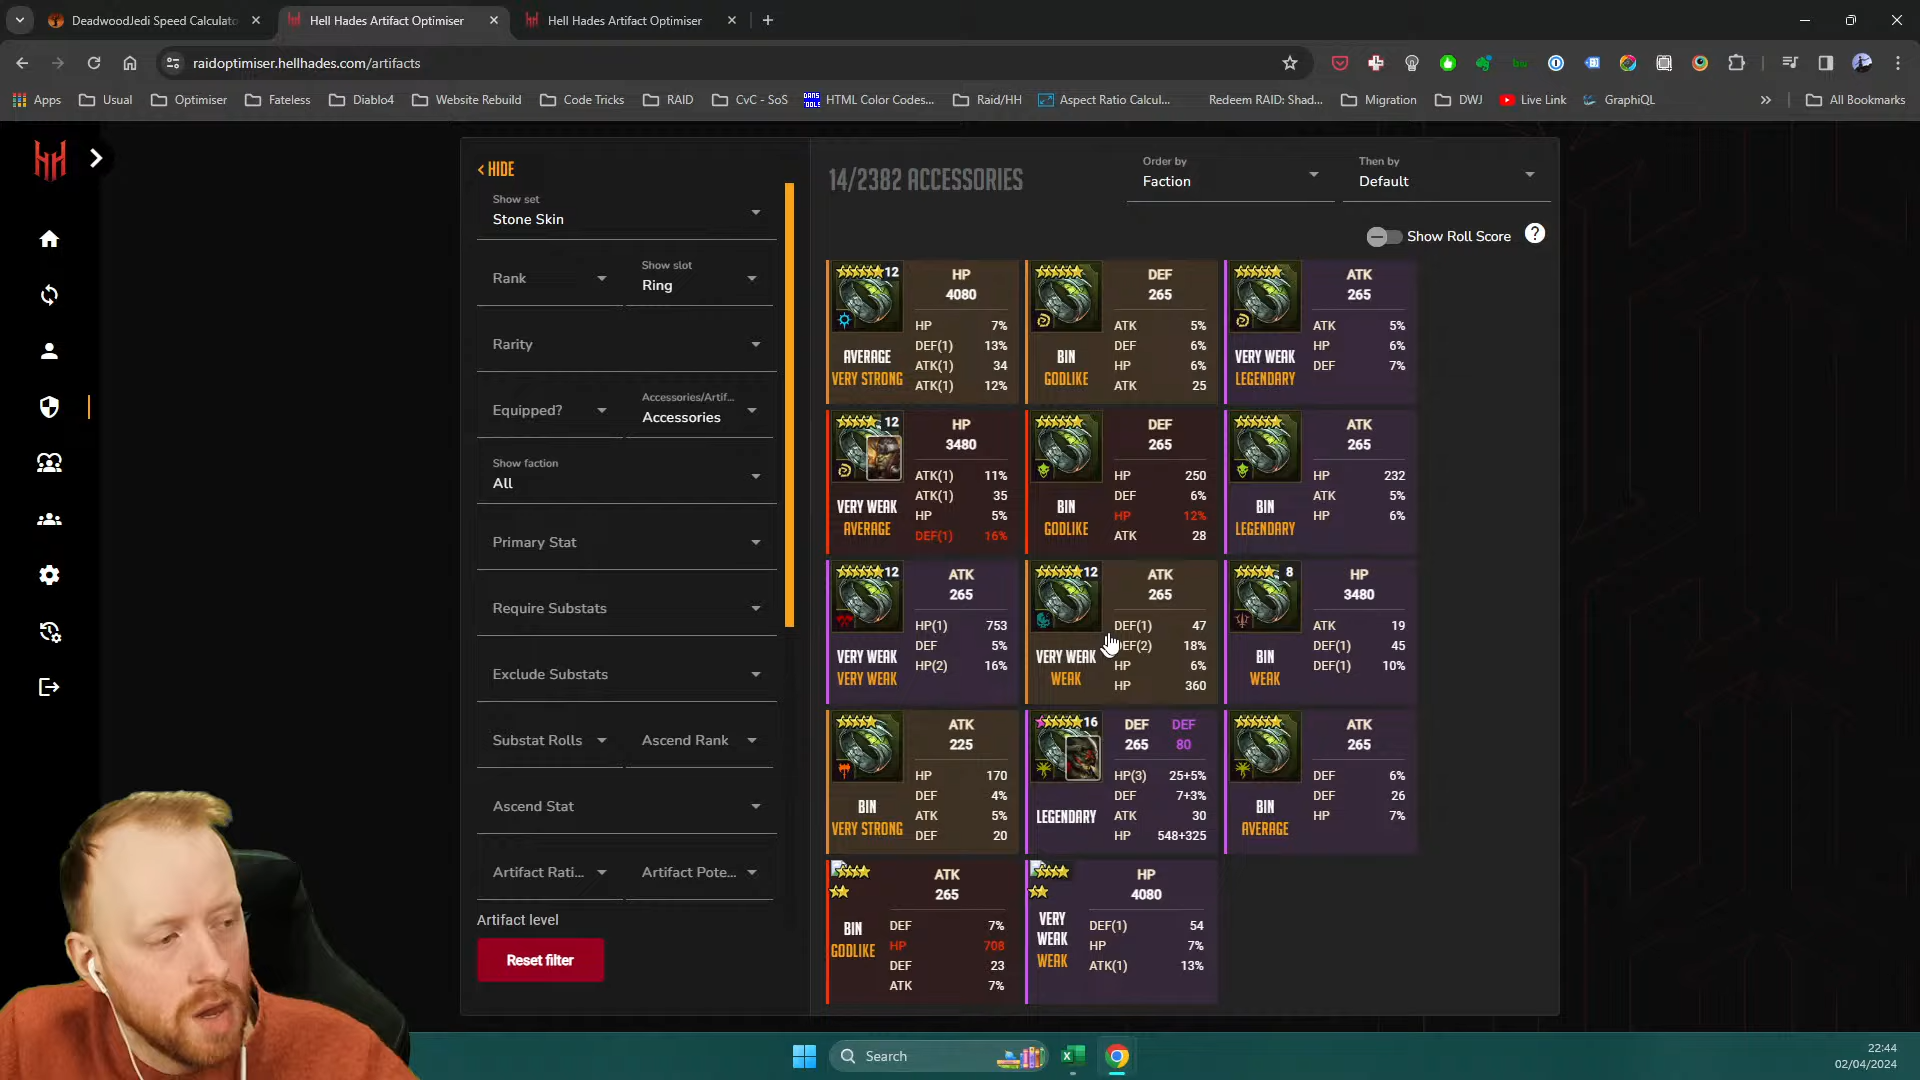 DeadwoodJedi Speed Calculato
Hell Hades Artifact Optimiser
Hell Hades Artifact Optimiser
raidoptimiser.hellhades.com/artifacts
Apps
Usual
Optimiser
Fateless
Diablo4
Website Rebuild
Code Tricks
RAID
CvC - SoS
HTML Color Codes...
Raid/HH
Aspect Ratio Calcul...
Redeem RAID: Shad...
Migration
DWJ
Live Link
GraphiQL
All Bookmarks
< HIDE
Show set
Stone Skin
Rank
Show slot
Ring
Rarity
Equipped?
Accessories/Artif...
Accessories
Show faction
All
Primary Stat
Require Substats
Exclude Substats
Substat Rolls
Ascend Rank
Ascend Stat
Artifact Rati...
Artifact Pote...
Artifact level
Reset filter
14/2382 ACCESSORIES
Order by
Faction
Then by
Default
Show Roll Score
?
12
HP
4080
HP 7%
DEF(1) 13%
ATK(1) 34
ATK(1) 12%
AVERAGE
VERY STRONG
DEF
265
ATK 5%
DEF 6%
HP 6%
ATK 25
BIN
GODLIKE
ATK
265
ATK 5%
HP 6%
DEF 7%
VERY WEAK
LEGENDARY
12
HP
3480
ATK(1) 11%
ATK(1) 35
HP 5%
DEF(1) 16%
VERY WEAK
AVERAGE
DEF
265
HP 250
DEF 6%
HP 12%
ATK 28
BIN
GODLIKE
ATK
265
HP 232
ATK 5%
HP 6%
BIN
LEGENDARY
12
ATK
265
HP(1) 753
DEF 5%
HP(2) 16%
VERY WEAK
VERY WEAK
12
ATK
265
DEF(1) 47
DEF(2) 18%
HP 6%
HP 360
VERY WEAK
WEAK
8
HP
3480
ATK 19
DEF(1) 45
DEF(1) 10%
BIN
WEAK
ATK
225
HP 170
DEF 4%
ATK 5%
DEF 20
BIN
VERY STRONG
16
DEF DEF
265 80
HP(3) 25+5%
DEF 7+3%
ATK 30
HP 548+325
LEGENDARY
ATK
265
DEF 6%
DEF 26
HP 7%
BIN
AVERAGE
ATK
265
DEF 7%
HP 708
DEF 23
ATK 7%
BIN
GODLIKE
HP
4080
DEF(1) 54
HP 7%
ATK(1) 13%
VERY
WEAK
WEAK
Search
22:44
02/04/2024